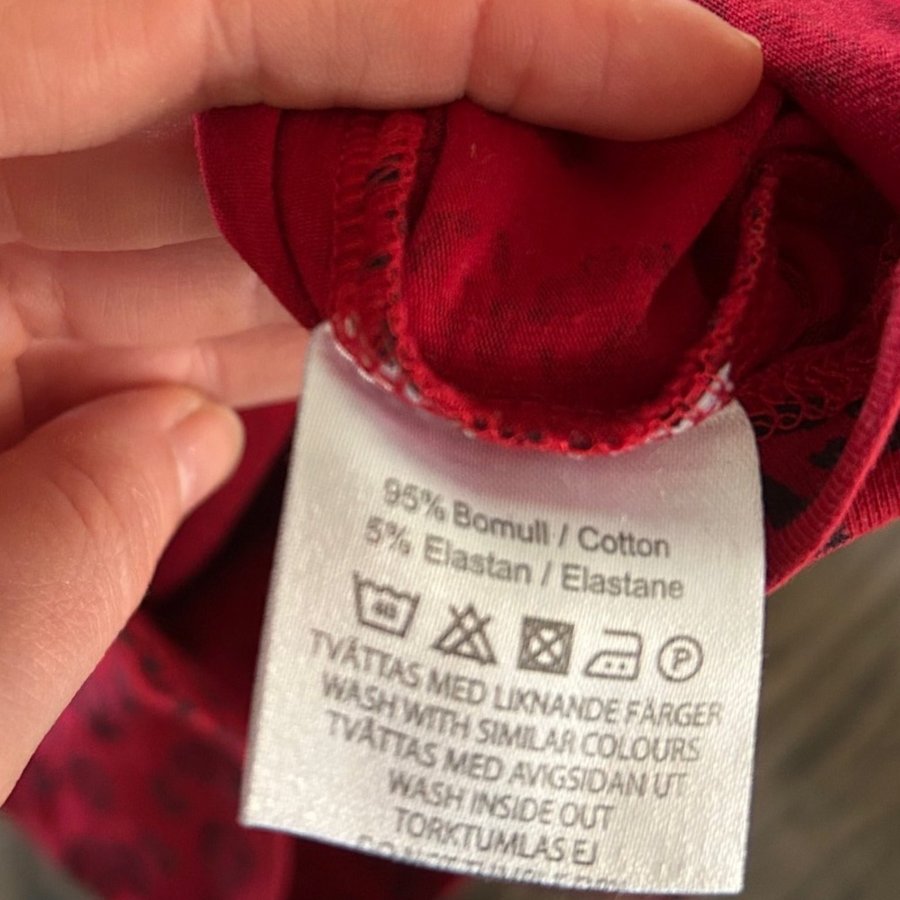 95% Bomull / Cotton
5% Elastan / Elastane
40 P
TVÄTTAS MED LIKNANDE FÄRGER
WASH WITH SIMILAR COLOURS
TVÄTTAS MED AVIGSIDAN UT
WASH INSIDE OUT
TORKTUMLAS EJ